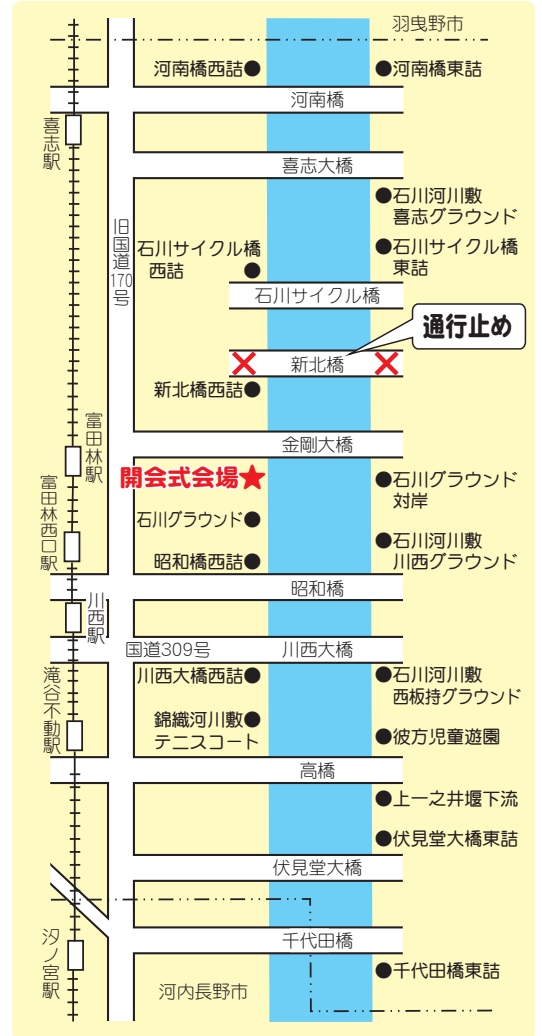 羽曳野市
河南橋西詰●
●河南橋東詰
河南橋
喜志駅
喜志大橋
●石川河川敷
喜志グラウンド
旧国道170号
石川サイクル橋
西詰●
●石川サイクル橋
東詰
石川サイクル橋
通行止め
新北橋
新北橋西詰●
金剛大橋
富田林駅
開会式会場★
●石川グラウンド
対岸
富田林西口駅
石川グラウンド●
●石川河川敷
川西グラウンド
昭和橋西詰●
昭和橋
川西駅
国道309号
川西大橋
川西大橋西詰●
●石川河川敷
西板持グラウンド
滝谷不動駅
錦織河川敷●
テニスコート
●彼方児童遊園
高橋
●上一之井堰下流
●伏見堂大橋東詰
伏見堂大橋
千代田橋
汐ノ宮駅
●千代田橋東詰
河内長野市